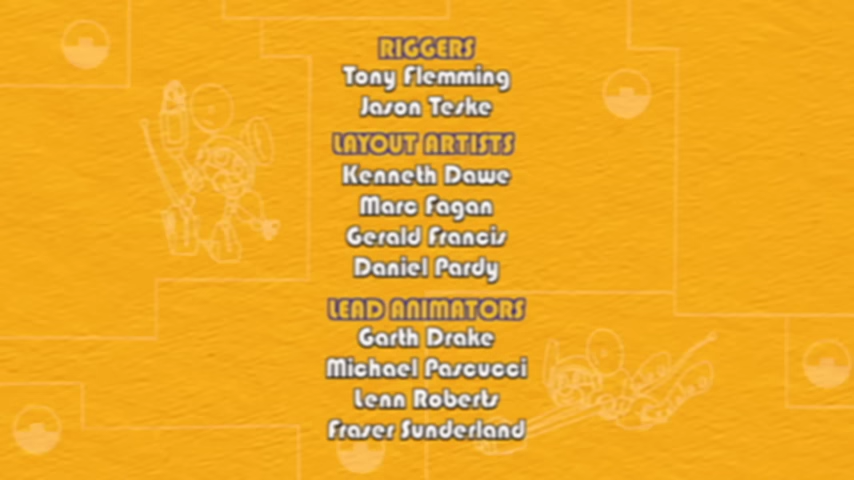 RIGGERS
Tony Flemming
Jason Teske
LAYOUT ARTISTS
Kenneth Dawe
Marc Fagan
Gerald Francis
Daniel Pardy
LEAD ANIMATORS
Garth Drake
Michael Pascucci
Lenn Roberts
Fraser Sunderland